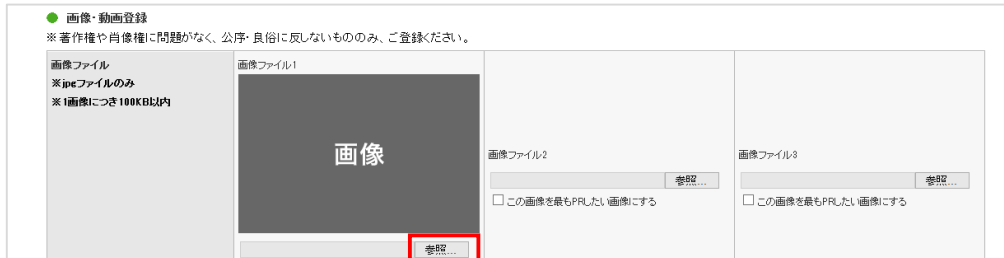 ● 画像・動画登録
※著作権や肖像権に問題がなく、公序・良俗に反しないもののみ、ご登録ください。
画像ファイル
※jpeファイルのみ
※1画像につき100KB以内
画像ファイル1
画像
参照...
画像ファイル2
参照...
この画像を最もPRしたい画像にする
画像ファイル3
参照...
この画像を最もPRしたい画像にする